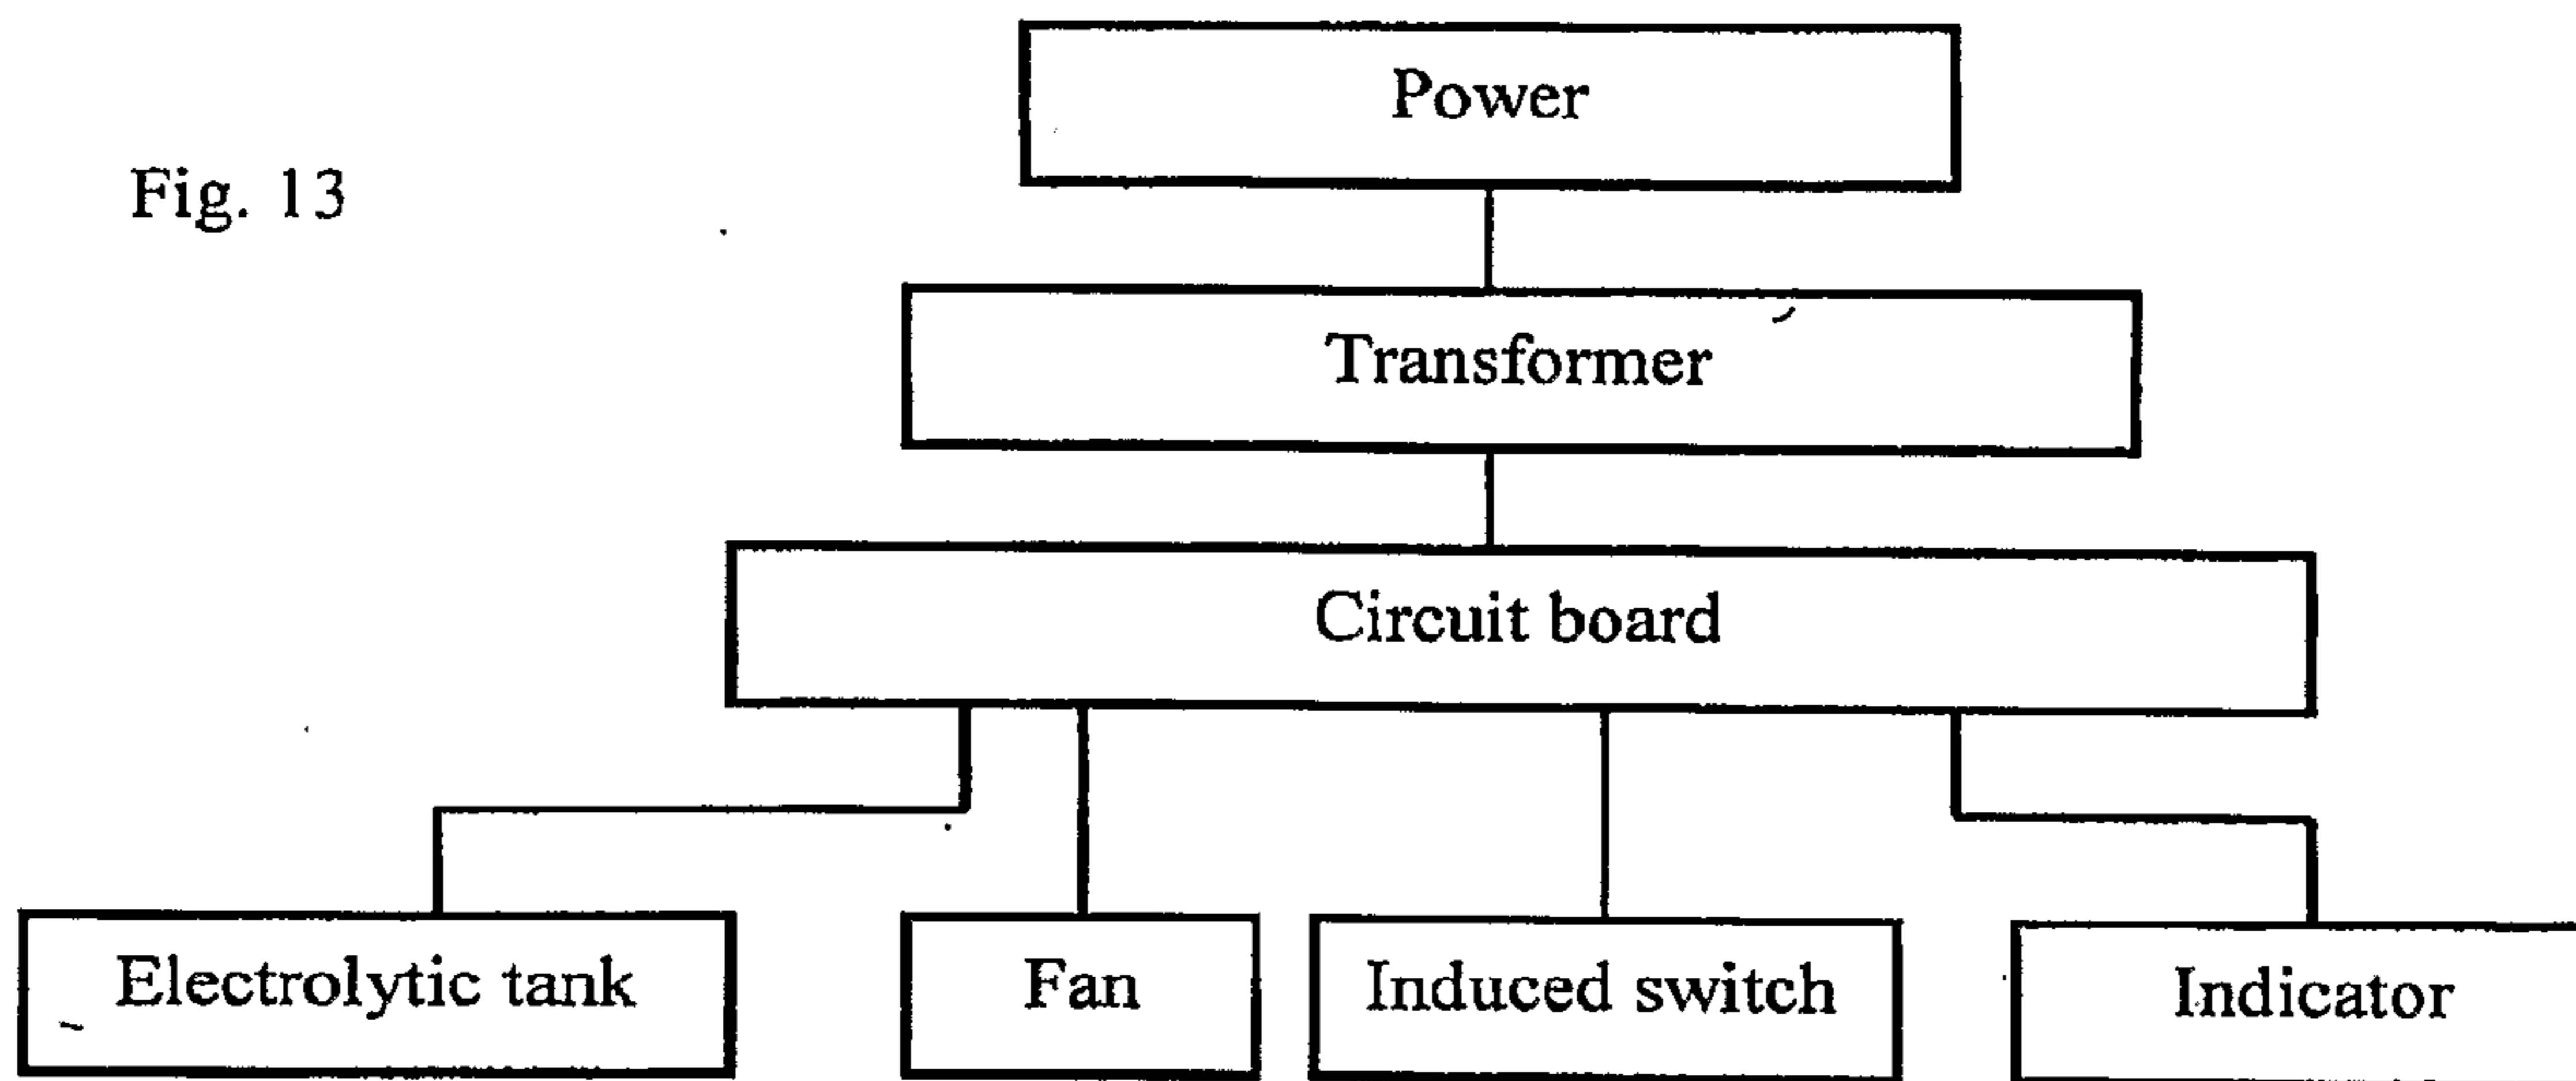 Power
Fig. 13
Transformer
Circuit board
Electrolytic tank
Fan
Induced switch
Indicator